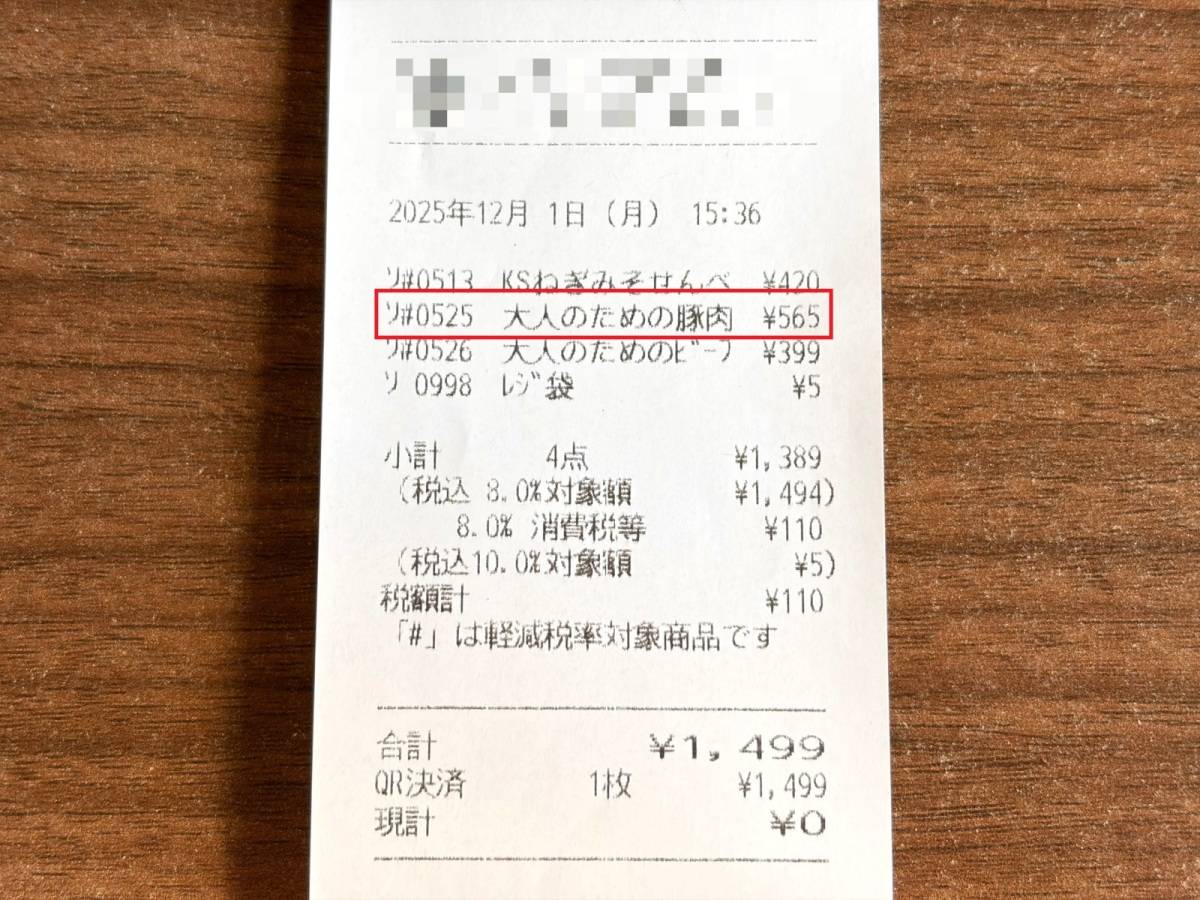 2025年12月 1日 (月) 15:36
ソ#0513 KSねぎみそせんべ ¥420
ソ#0525 大人のための豚肉 ¥565
ソ#0526 大人のためのビーフ ¥399
ソ 0998 レジ袋 ¥5
小計 4点 ¥1,389
(税込 8.0%対象額 ¥1,494)
8.0% 消費税等 ¥110
(税込10.0%対象額 ¥5)
税額計 ¥110
「#」は軽減税率対象商品です
合計 ¥1,499
QR決済 1枚 ¥1,499
現計 ¥0